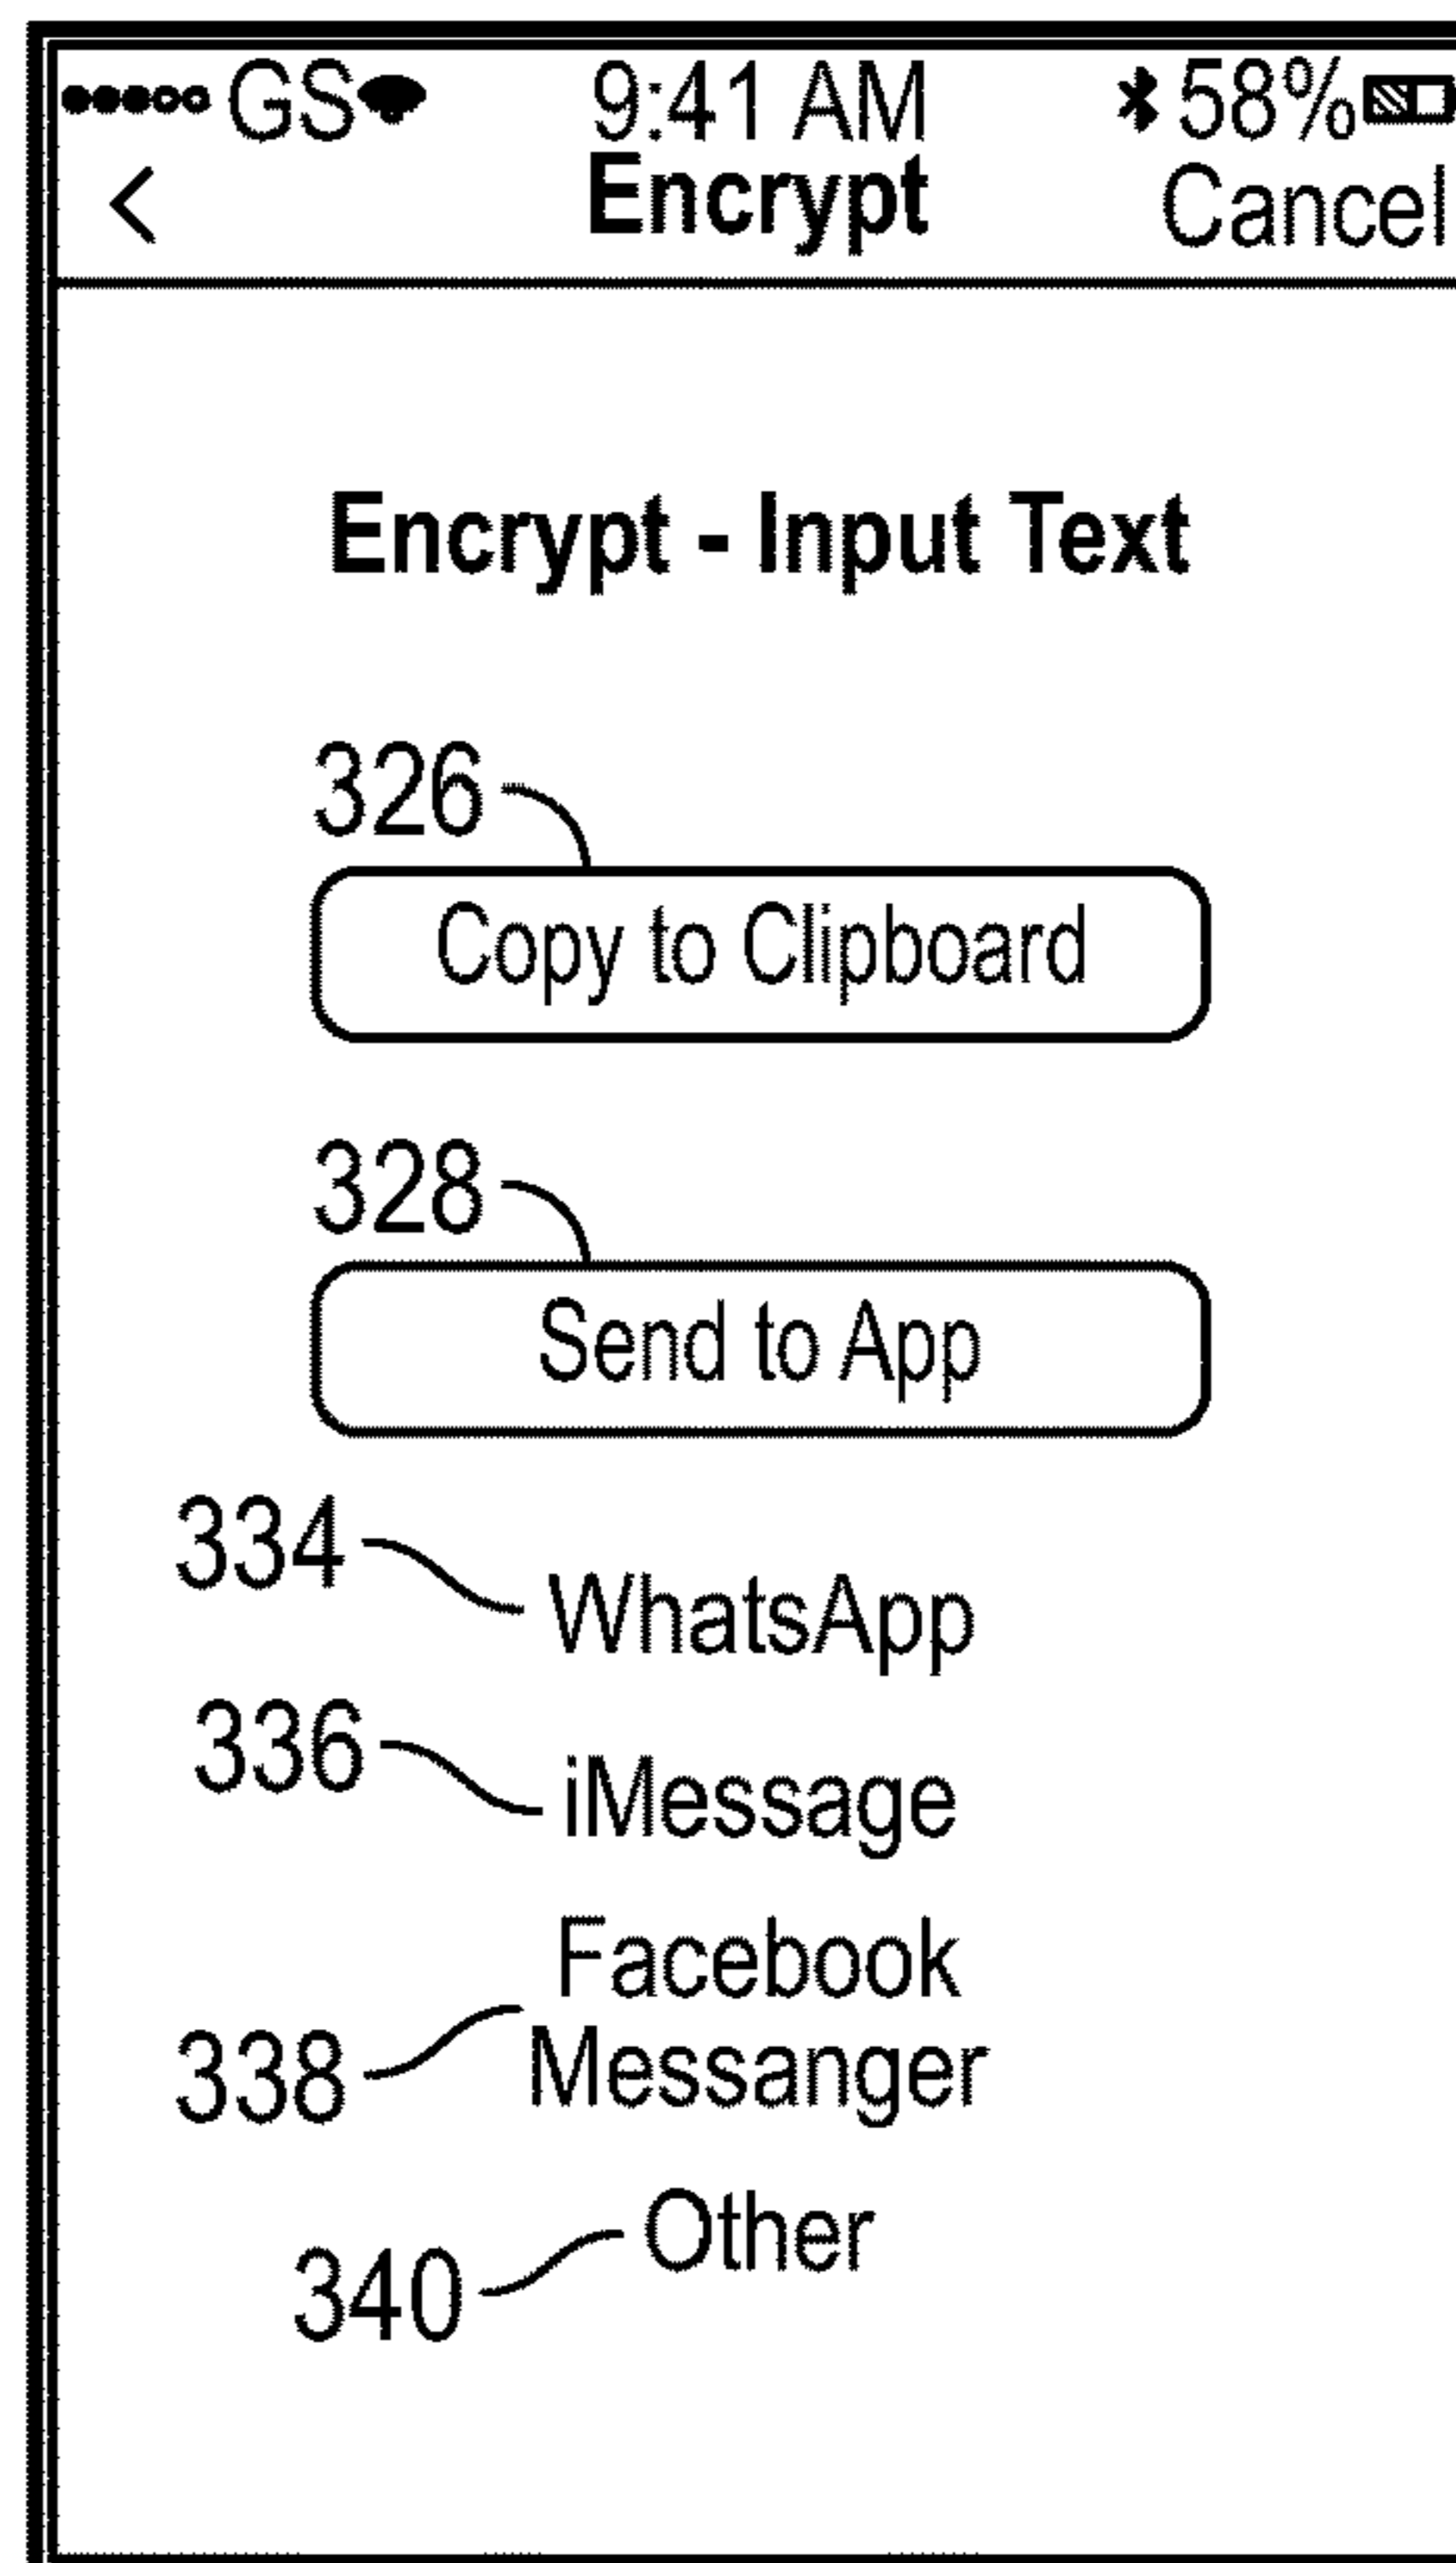 GS 9:41 AM 58%
< Encrypt Cancel
Encrypt - Input Text
326
Copy to Clipboard
328
Send to App
334
WhatsApp
336
iMessage
Facebook
338 Messanger
Other
340